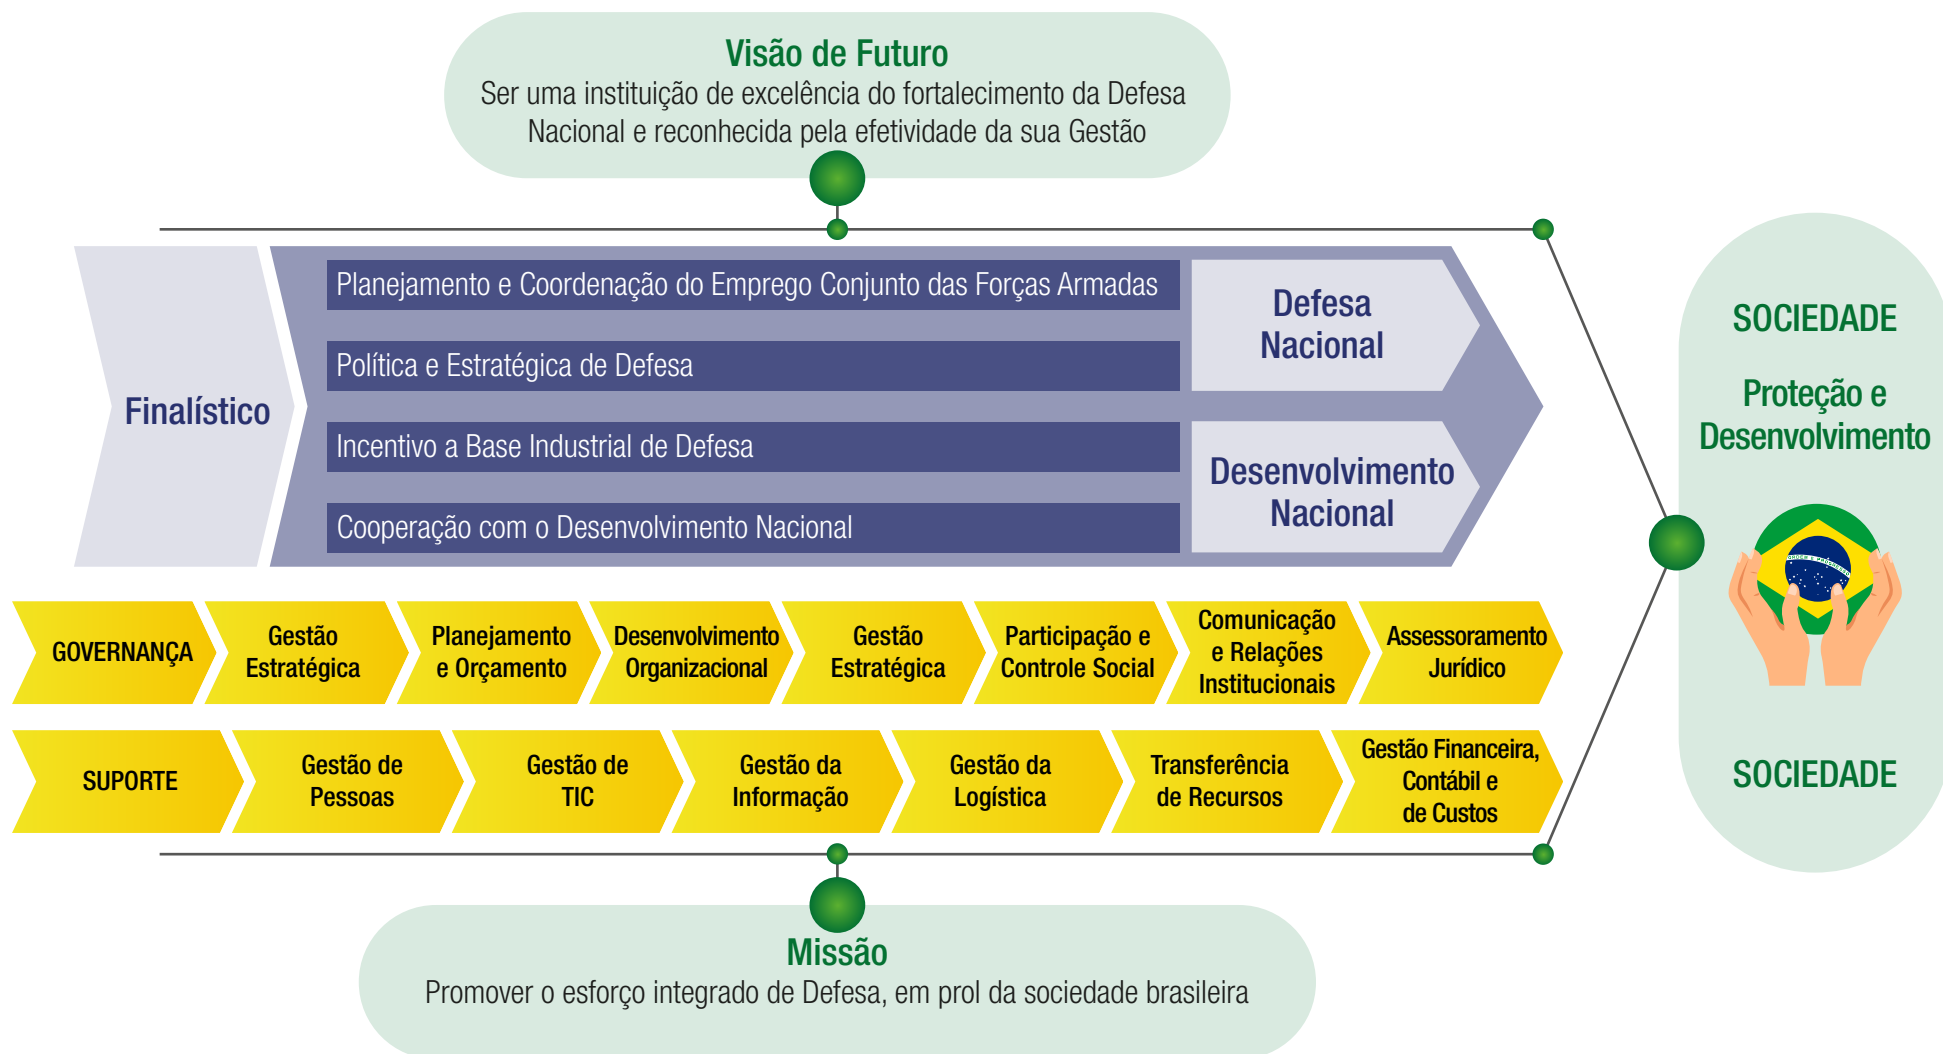 Visão de Futuro
Ser uma instituição de excelência do fortalecimento da Defesa
Nacional e reconhecida pela efetividade da sua Gestão
Finalístico
Planejamento e Coordenação do Emprego Conjunto das Forças Armadas
Política e Estratégica de Defesa
Incentivo a Base Industrial de Defesa
Cooperação com o Desenvolvimento Nacional
Defesa
Nacional
Desenvolvimento
Nacional
GOVERNANÇA
Gestão
Estratégica
Planejamento
e Orçamento
Desenvolvimento
Organizacional
Gestão
Estratégica
Participação e
Controle Social
Comunicação
e Relações
Institucionais
Assessoramento
Jurídico
SUPORTE
Gestão de
Pessoas
Gestão de
TIC
Gestão da
Informação
Gestão da
Logística
Transferência
de Recursos
Gestão Financeira,
Contábil e
de Custos
Missão
Promover o esforço integrado de Defesa, em prol da sociedade brasileira
SOCIEDADE
Proteção e
Desenvolvimento
ORDEM E PROGRESSO
SOCIEDADE